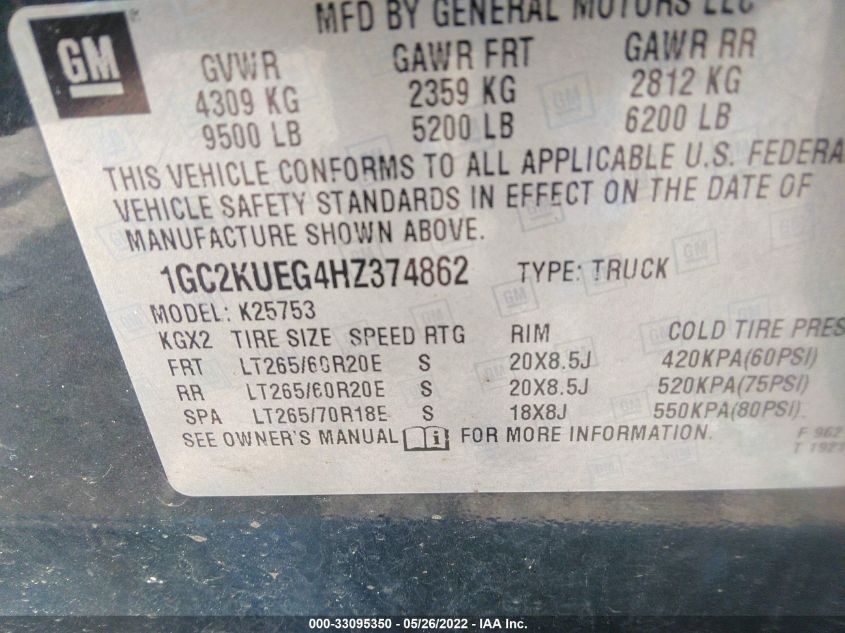 MFD BY GENERAL MOTORS LLC
GM
GVWR GAWR FRT GAWR RR
4309 KG 2359 KG 2812 KG
9500 LB 5200 LB 6200 LB
THIS VEHICLE CONFORMS TO ALL APPLICABLE U.S. FEDERA
VEHICLE SAFETY STANDARDS IN EFFECT ON THE DATE OF
MANUFACTURE SHOWN ABOVE.
1GC2KUEG4HZ374862 TYPE: TRUCK
MODEL: K25753
KGX2 TIRE SIZE SPEED RTG RIM COLD TIRE PRES
FRT LT265/60R20E S 20X8.5J 420KPA(60PSI)
RR LT265/60R20E S 20X8.5J 520KPA(75PSI)
SPA LT265/70R18E S 18X8J 550KPA(80PSI)
SEE OWNER'S MANUAL i FOR MORE INFORMATION.
F 962
T 1921
000-33095350 - 05/26/2022 - IAA Inc.